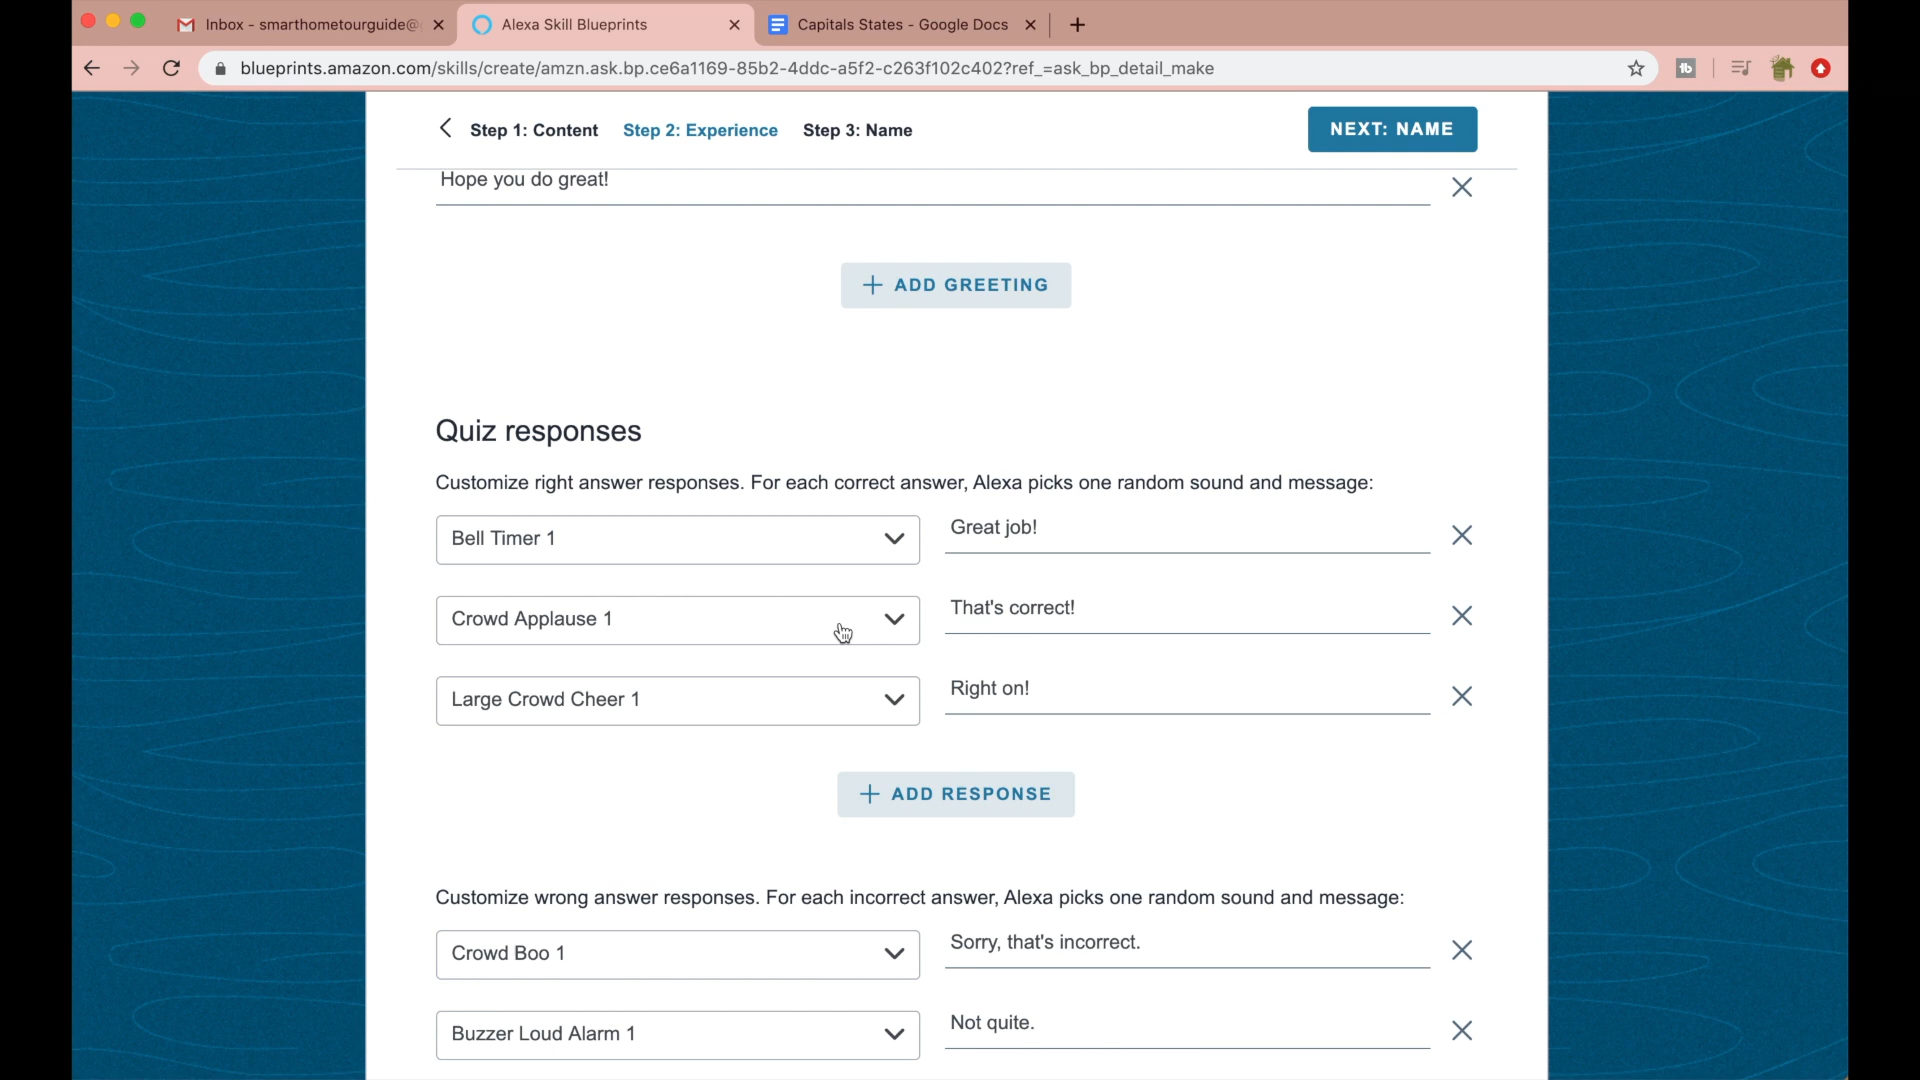 Inbox - smarthometourguide@
Alexa Skill Blueprints
Capitals States - Google Docs
blueprints.amazon.com/skills/create/amzn.ask.bp.ce6a1169-85b2-4ddc-a5f2-c263f102c402?ref_=ask_bp_detail_make
tb
Step 1: Content Step 2: Experience Step 3: Name
NEXT: NAME
Hope you do great!
+ ADD GREETING
Quiz responses
Customize right answer responses. For each correct answer, Alexa picks one random sound and message:
Bell Timer 1 Great job!
Crowd Applause 1 That's correct!
Large Crowd Cheer 1 Right on!
+ ADD RESPONSE
Customize wrong answer responses. For each incorrect answer, Alexa picks one random sound and message:
Crowd Boo 1 Sorry, that's incorrect.
Buzzer Loud Alarm 1 Not quite.